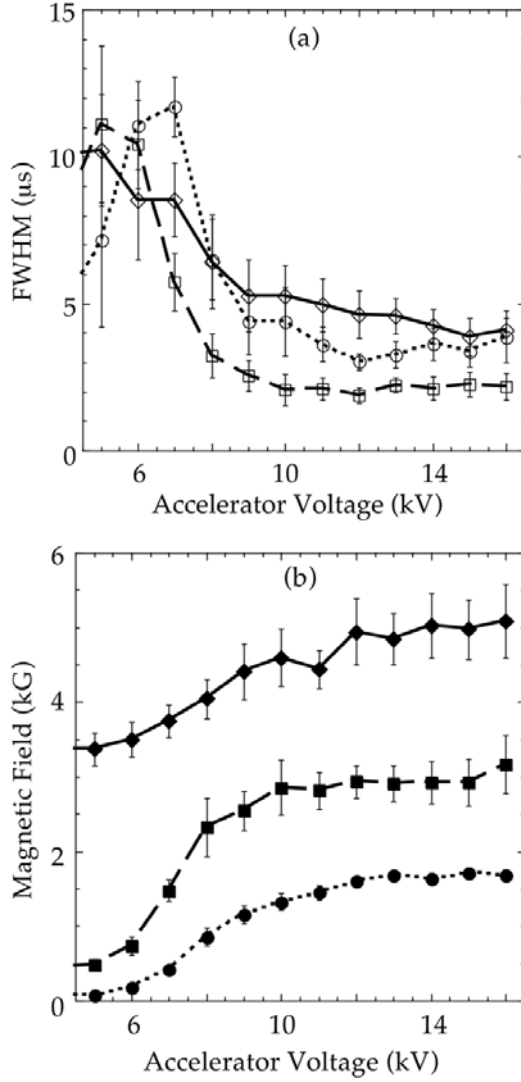 (a)
15
10
5
0
FWHM (μs)
6 10 14
Accelerator Voltage (kV)
(b)
6
4
2
0
Magnetic Field (kG)
6 10 14
Accelerator Voltage (kV)